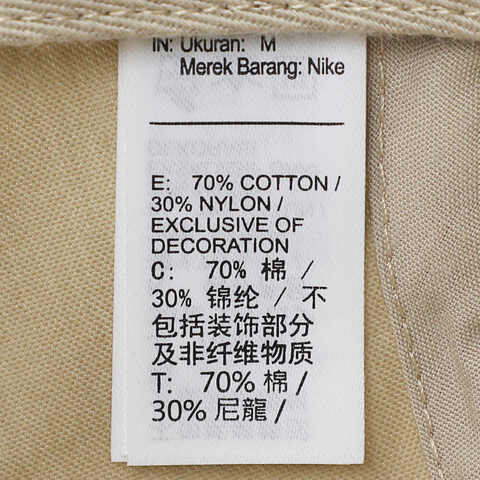 IN: Ukuran: M
Merek Barang: Nike
E: 70% COTTON /
30% NYLON /
EXCLUSIVE OF
DECORATION
C: 70% 棉 /
30% 锦纶 / 不
包括装饰部分
及非纤维物质
T: 70% 棉 /
30% 尼龍 /